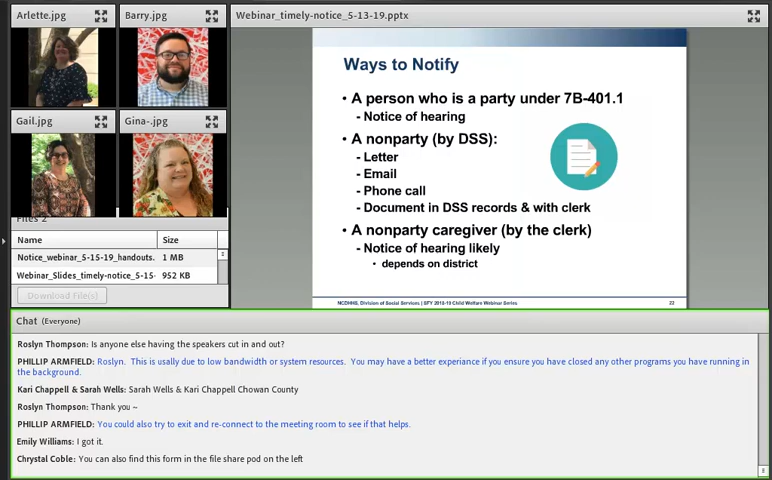 Arlette.jpg
Barry.jpg
Webinar_timely-notice_5-13-19.pptx
Gail.jpg
Gina-.jpg
Ways to Notify
• A person who is a party under 7B-401.1
- Notice of hearing
• A nonparty (by DSS):
- Letter
- Email
- Phone call
- Document in DSS records & with clerk
• A nonparty caregiver (by the clerk)
- Notice of hearing likely
• depends on district
NCDHHS, Division of Social Services | SFY 2018-19 Child Welfare Webinar Series
22
Files 2
Name
Size
Notice_webinar_5-15-19_handouts.
1 MB
Webinar_Slides_timely-notice_5-15-
952 KB
Download File(s)
Chat (Everyone)
Roslyn Thompson: Is anyone else having the speakers cut in and out?
PHILLIP ARMFIELD: Roslyn. This is usally due to low bandwidth or system resources. You may have a better experiance if you ensure you have closed any other programs you have running in
the background.
Kari Chappell & Sarah Wells: Sarah Wells & Kari Chappell Chowan County
Roslyn Thompson: Thank you ~
PHILLIP ARMFIELD: You could also try to exit and re-connect to the meeting room to see if that helps.
Emily Williams: I got it.
Chrystal Coble: You can also find this form in the file share pod on the left